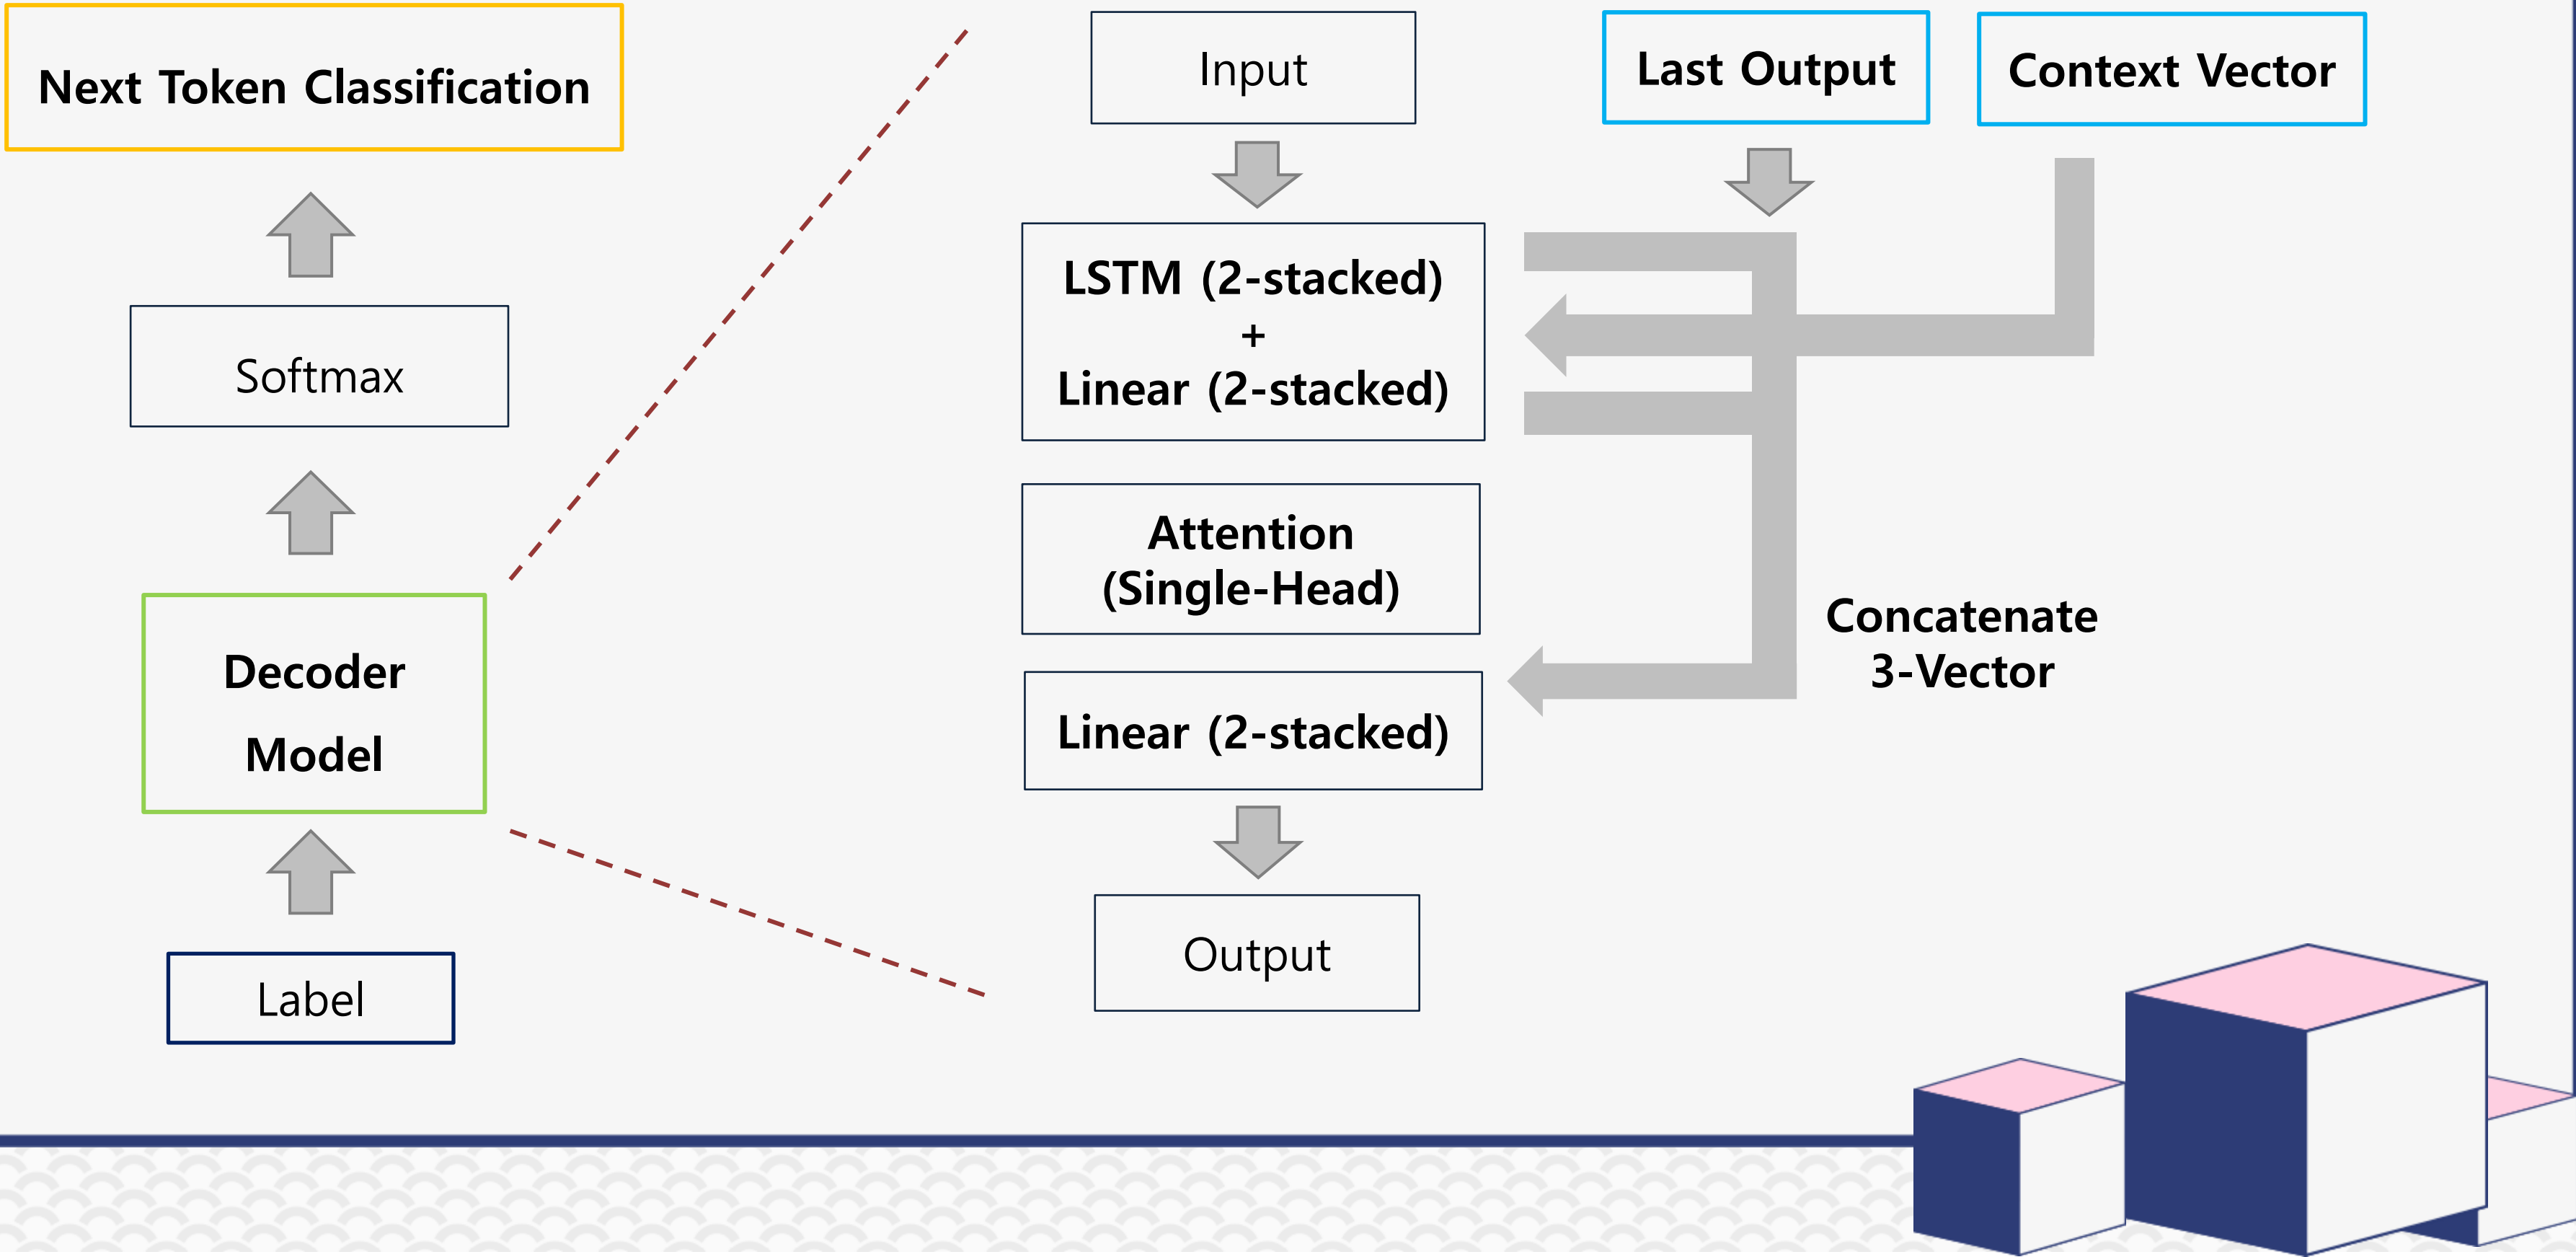 Next Token Classification
Softmax
Decoder
Model
Label
Input
LSTM (2-stacked)
+
Linear (2-stacked)
Attention
(Single-Head)
Linear (2-stacked)
Output
Last Output
Context Vector
Concatenate
3-Vector